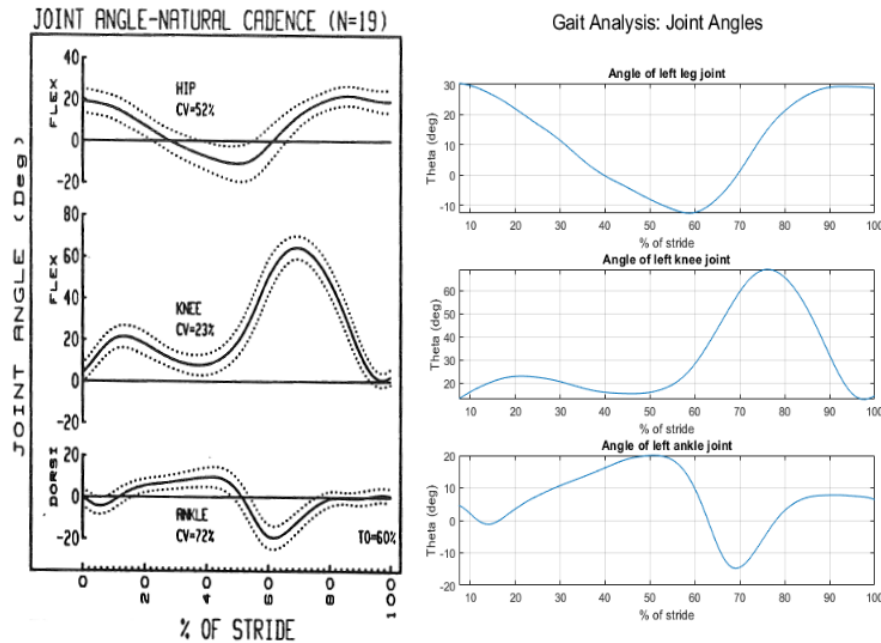 JOINT ANGLE-NATURAL CADENCE (N=19)
JOINT ANGLE (Deg)
FLEX
40
20
0
-20
HIP
CV=52%
FLEX
80
60
40
20
0
-20
KNEE
CV=23%
DORSI
20
0
-20
ANKLE
CV=72%
TO=60%
0
20
40
60
80
100
% OF STRIDE
Gait Analysis: Joint Angles
Angle of left leg joint
Theta (deg)
30
20
10
0
-10
10 20 30 40 50 60 70 80 90 100
% of stride
Angle of left knee joint
Theta (deg)
60
50
40
30
20
10 20 30 40 50 60 70 80 90 100
% of stride
Angle of left ankle joint
Theta (deg)
20
10
0
-10
-20
10 20 30 40 50 60 70 80 90 100
% of stride